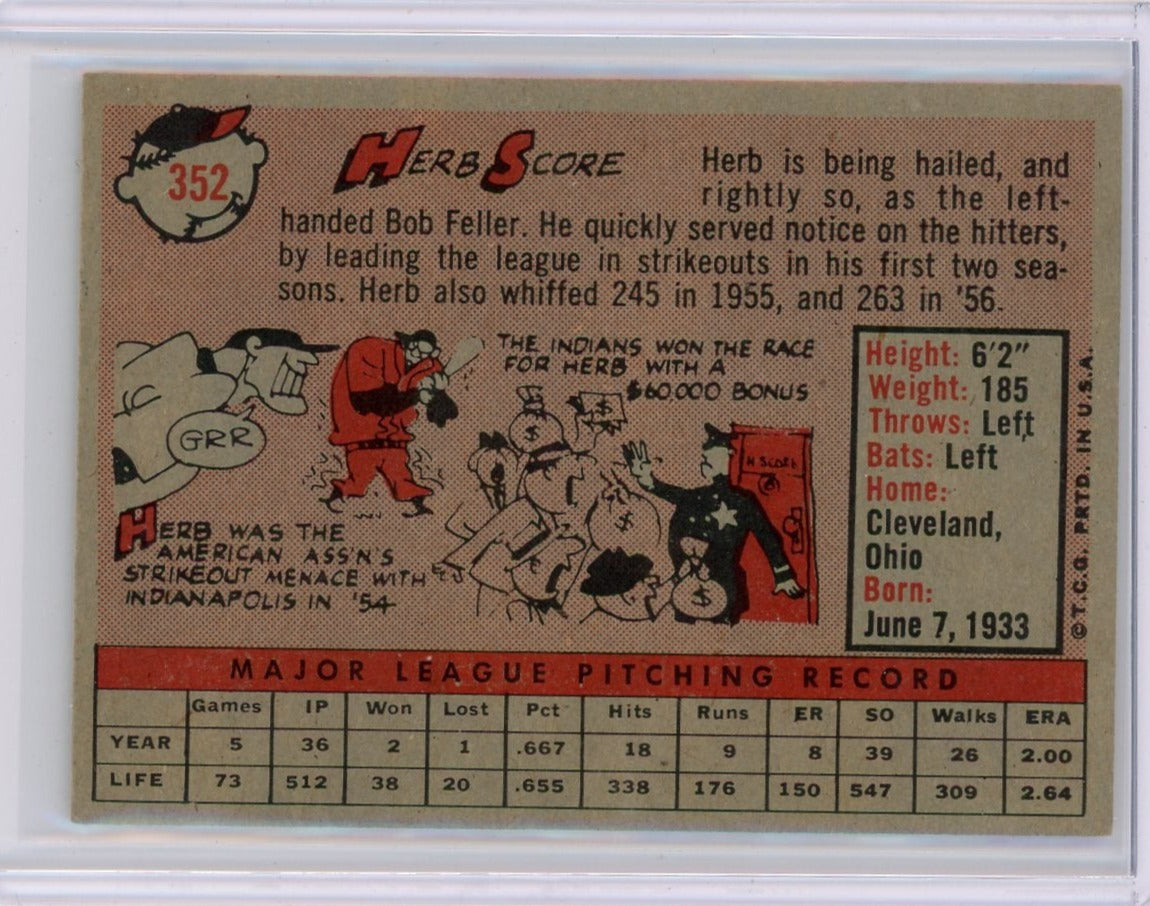 352
HERB SCORE
Herb is being hailed, and
rightly so, as the left-
handed Bob Feller. He quickly served notice on the hitters,
by leading the league in strikeouts in his first two sea-
sons. Herb also whiffed 245 in 1955, and 263 in '56.
GRR
HERB WAS THE
AMERICAN ASS'N'S
STRIKEOUT MENACE WITH
INDIANAPOLIS IN '54
THE INDIANS WON THE RACE
FOR HERB WITH A
$60,000 BONUS
$
$
$
$
H SCORE
Height: 6'2"
Weight: 185
Throws: Left
Bats: Left
Home:
Cleveland,
Ohio
Born:
June 7, 1933
© T.C.G. PRTD. IN U.S.A.
MAJOR LEAGUE PITCHING RECORD
Games IP Won Lost Pct Hits Runs ER SO Walks ERA
YEAR 5 36 2 1 .667 18 9 8 39 26 2.00
LIFE 73 512 38 20 .655 338 176 150 547 309 2.64